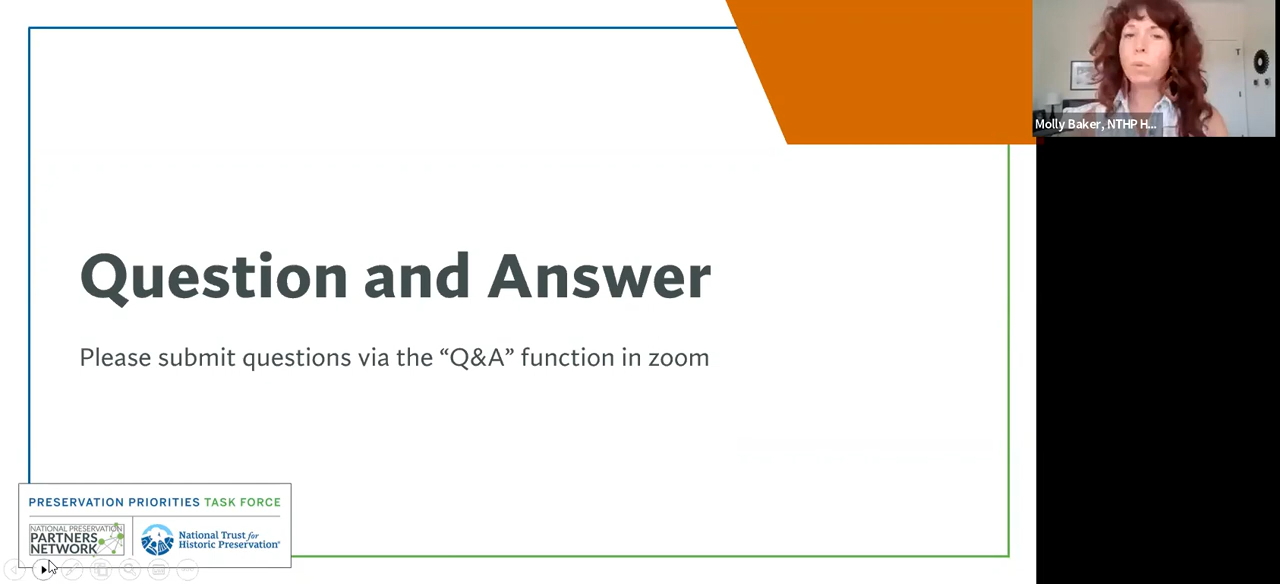 Molly Baker, NTHP H...
Question and Answer
Please submit questions via the “Q&A” function in zoom
PRESERVATION PRIORITIES TASK FORCE
NATIONAL PRESERVATION
PARTNERS
NETWORK
National Trust for
Historic Preservation®